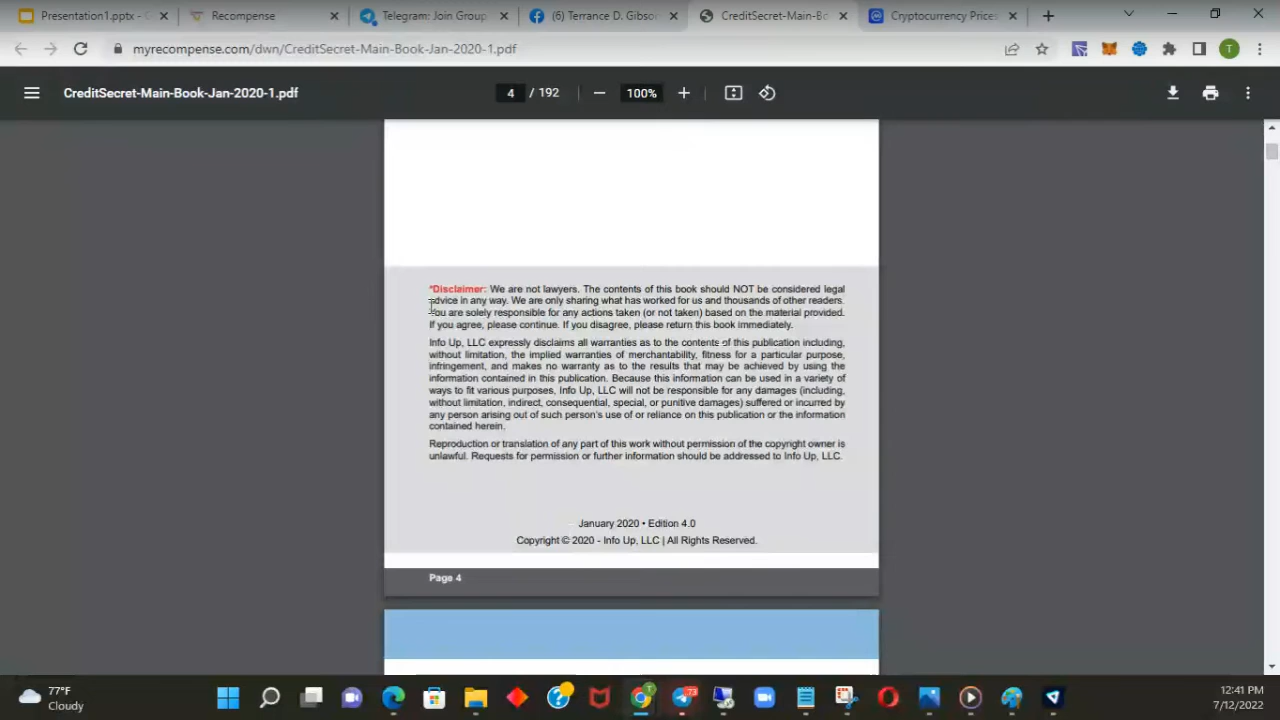 Presentation1.pptx - G
Recompense
Telegram: Join Group
(6) Terrance D. Gibson
CreditSecret-Main-Bo
Cryptocurrency Prices
myrecompense.com/dwn/CreditSecret-Main-Book-Jan-2020-1.pdf
T
CreditSecret-Main-Book-Jan-2020-1.pdf
4 / 192
100%
*Disclaimer: We are not lawyers. The contents of this book should NOT be considered legal
advice in any way. We are only sharing what has worked for us and thousands of other readers.
You are solely responsible for any actions taken (or not taken) based on the material provided.
If you agree, please continue. If you disagree, please return this book immediately.
Info Up, LLC expressly disclaims all warranties as to the contents of this publication including,
without limitation, the implied warranties of merchantability, fitness for a particular purpose,
infringement, and makes no warranty as to the results that may be achieved by using the
information contained in this publication. Because this information can be used in a variety of
ways to fit various purposes, Info Up, LLC will not be responsible for any damages (including,
without limitation, indirect, consequential, special, or punitive damages) suffered or incurred by
any person arising out of such person's use of or reliance on this publication or the information
contained herein.
Reproduction or translation of any part of this work without permission of the copyright owner is
unlawful. Requests for permission or further information should be addressed to Info Up, LLC.
January 2020 • Edition 4.0
Copyright © 2020 - Info Up, LLC | All Rights Reserved.
Page 4
77°F
Cloudy
T
73
12:41 PM
7/12/2022